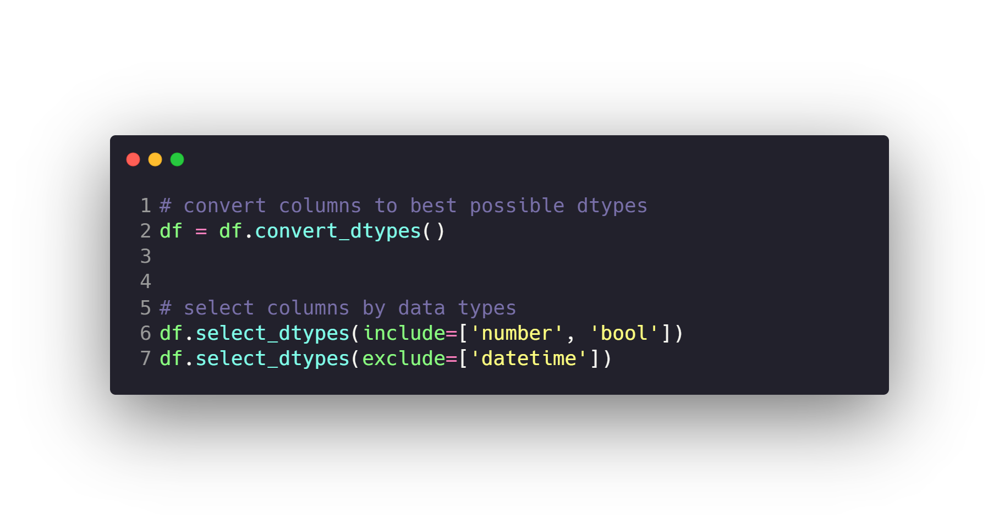 1 # convert columns to best possible dtypes
2 df = df.convert_dtypes()
3
4
5 # select columns by data types
6 df.select_dtypes(include=['number', 'bool'])
7 df.select_dtypes(exclude=['datetime'])